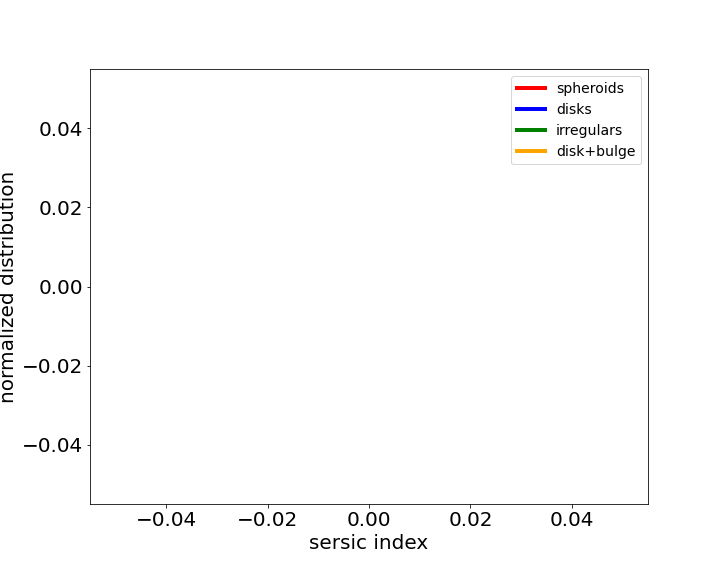 spheroids
disks
irregulars
disk+bulge
normalized distribution
0.04
0.02
0.00
−0.02
−0.04
−0.04 −0.02 0.00 0.02 0.04
sersic index